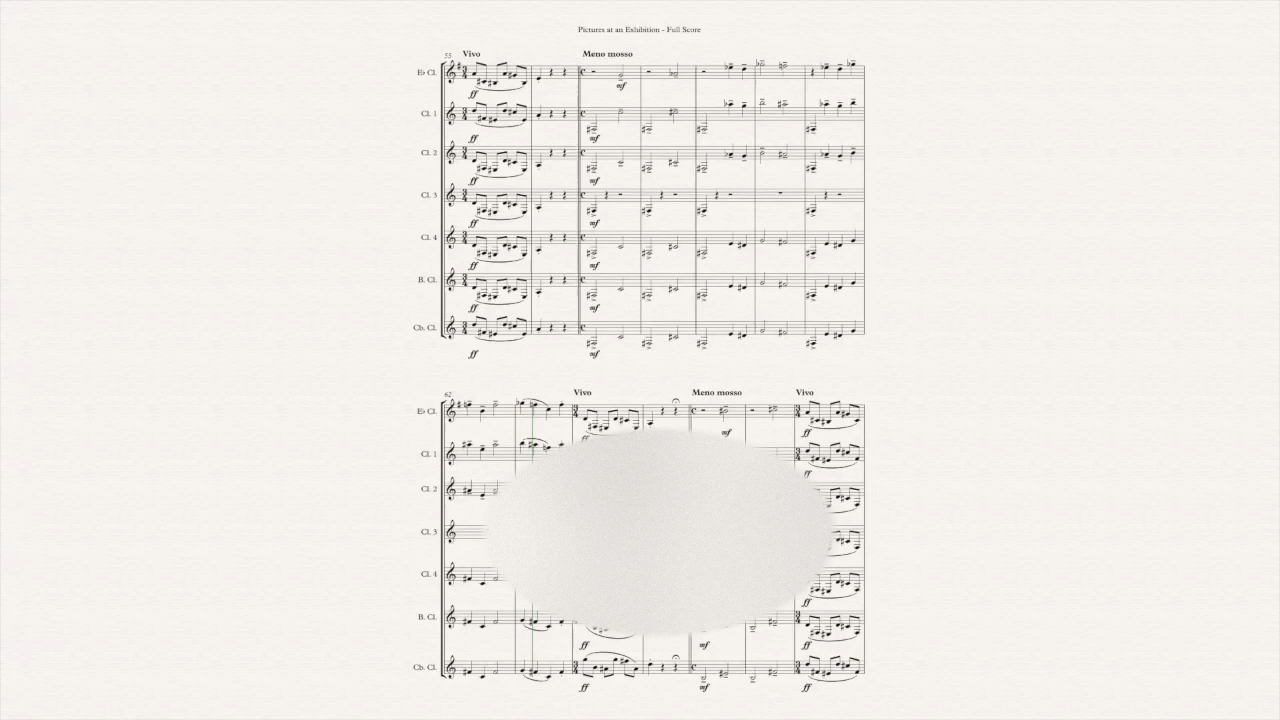 Pictures at an Exhibition - Full Score
55 Vivo Meno mosso
E♭ Cl.
ff mf
Cl. 1
ff mf
Cl. 2
ff mf
Cl. 3
ff mf
Cl. 4
ff mf
B. Cl.
ff mf
Cb. Cl.
ff mf
62 Vivo Meno mosso Vivo
E♭ Cl.
mf ff
Cl. 1
ff
Cl. 2
Cl. 3
Cl. 4
ff
B. Cl.
ff mf ff
Cb. Cl.
ff mf ff